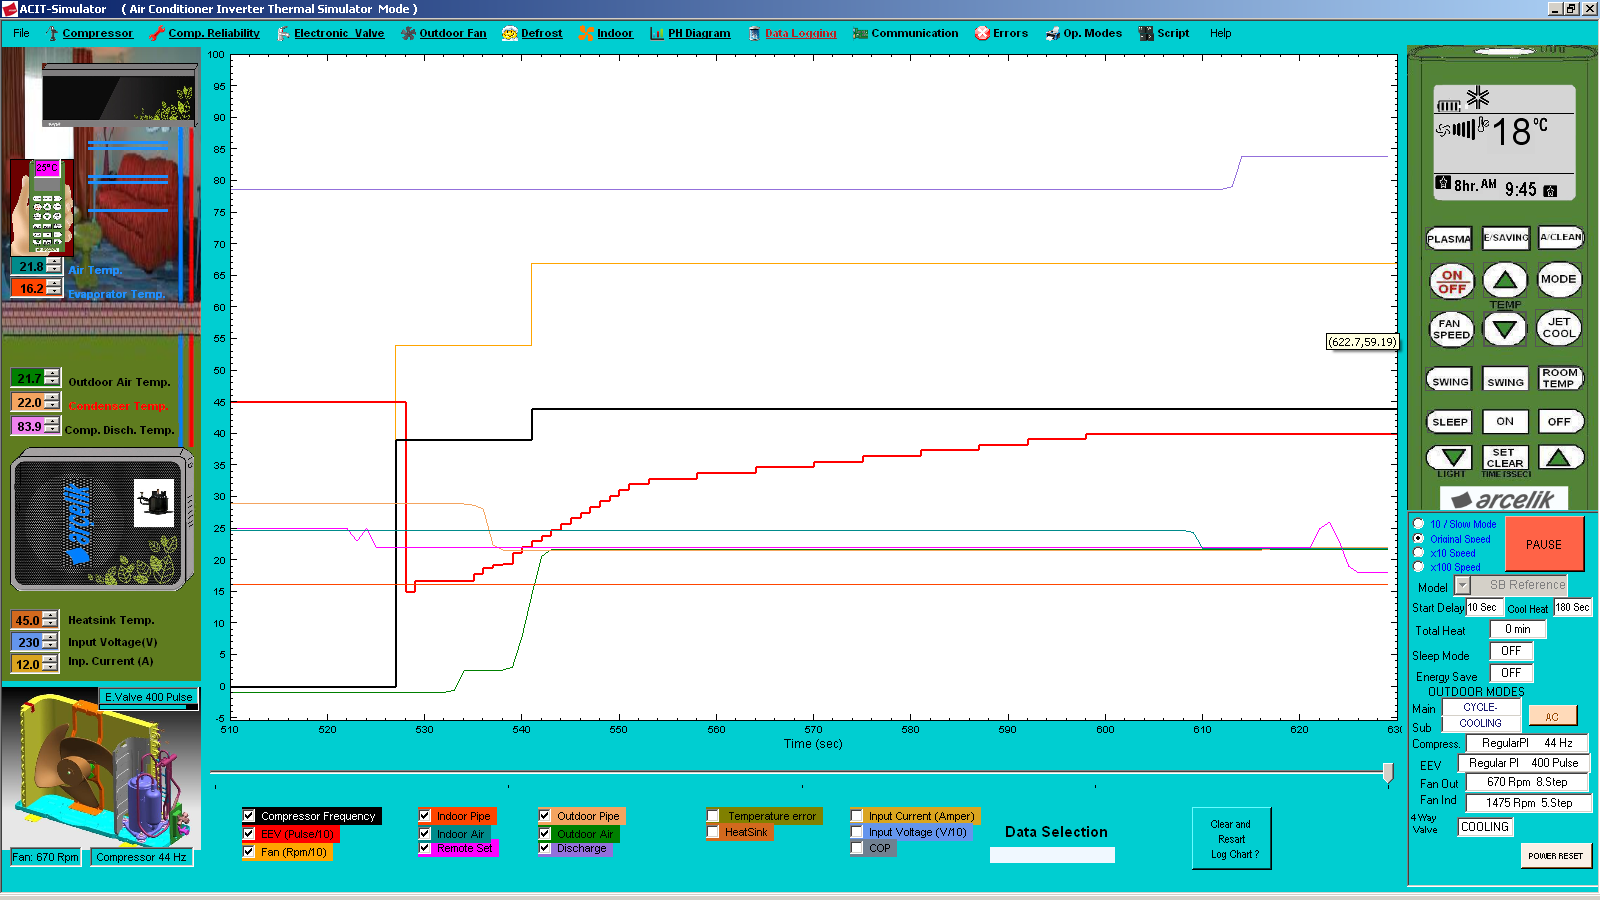 ACIT-Simulator ( Air Conditioner Inverter Thermal Simulator Mode )
File Compressor Comp. Reliability Electronic Valve Outdoor Fan Defrost Indoor PH Diagram Data Logging Communication Errors Op. Modes Script Help
25°C
21.8 Air Temp.
16.2 Evaporator Temp.
21.7 Outdoor Air Temp.
22.0 Condenser Temp.
83.9 Comp. Disch. Temp.
arcelik
45.0 Heatsink Temp.
230 Input Voltage(V)
12.0 Inp. Current (A)
E.Valve 400 Pulse
Fan: 670 Rpm Compressor 44 Hz
100
95
90
85
80
75
70
65
60
55
50
45
40
35
30
25
20
15
10
5
0
-5
510 520 530 540 550 560 570 580 590 600 610 620 630
Time (sec)
(622.7,59.19)
Compressor Frequency
EEV (Pulse/10)
Fan (Rpm/10)
Indoor Pipe
Indoor Air
Remote Set
Outdoor Pipe
Outdoor Air
Discharge
Temperature error
HeatSink
Input Current (Amper)
Input Voltage (V/10)
COP
Data Selection
Clear and
Resart
Log Chart ?
18°C
8hr. AM 9:45
PLASMA E/SAVING A/CLEAN
ON
OFF
TEMP
MODE
FAN
SPEED
JET
COOL
SWING SWING ROOM
TEMP
SLEEP ON OFF
LIGHT
SET
CLEAR
TIME(3SEC)
arcelik
10 / Slow Mode
Original Speed
x10 Speed
x100 Speed
PAUSE
Model SB Reference
Start Delay 10 Sec Cool Heat 180 Sec
Total Heat 0 min
Sleep Mode OFF
Energy Save OFF
OUTDOOR MODES
Main CYCLE-
Sub COOLING
AC
Compress. RegularPI 44 Hz
EEV Regular PI 400 Pulse
Fan Out 670 Rpm 8.Step
Fan Ind 1475 Rpm 5.Step
4 Way
Valve COOLING
POWER RESET